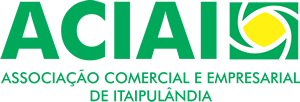 ACIAI
ASSOCIAÇÃO COMERCIAL E EMPRESARIAL
DE ITAIPULÂNDIA